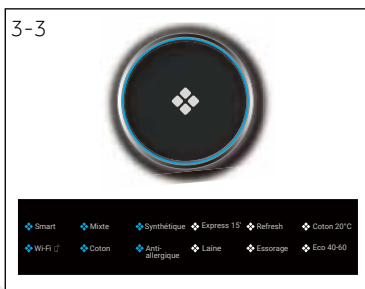 3-3
Smart Mixte Synthétique Express 15' Refresh Coton 20°C
Wi-Fi Coton Anti-
allergique Laine Essorage Eco 40-60